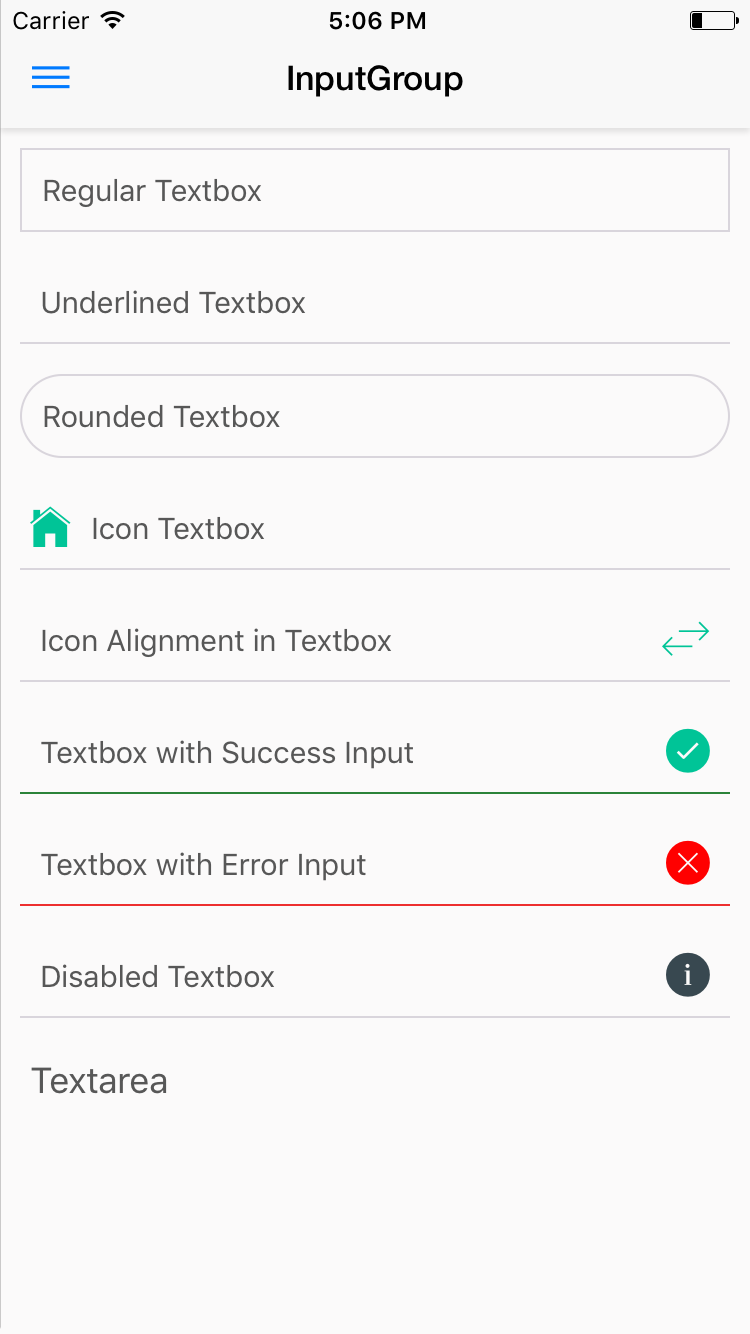 Carrier 5:06 PM
InputGroup
Regular Textbox
Underlined Textbox
Rounded Textbox
Icon Textbox
Icon Alignment in Textbox
Textbox with Success Input
Textbox with Error Input
Disabled Textbox i
Textarea